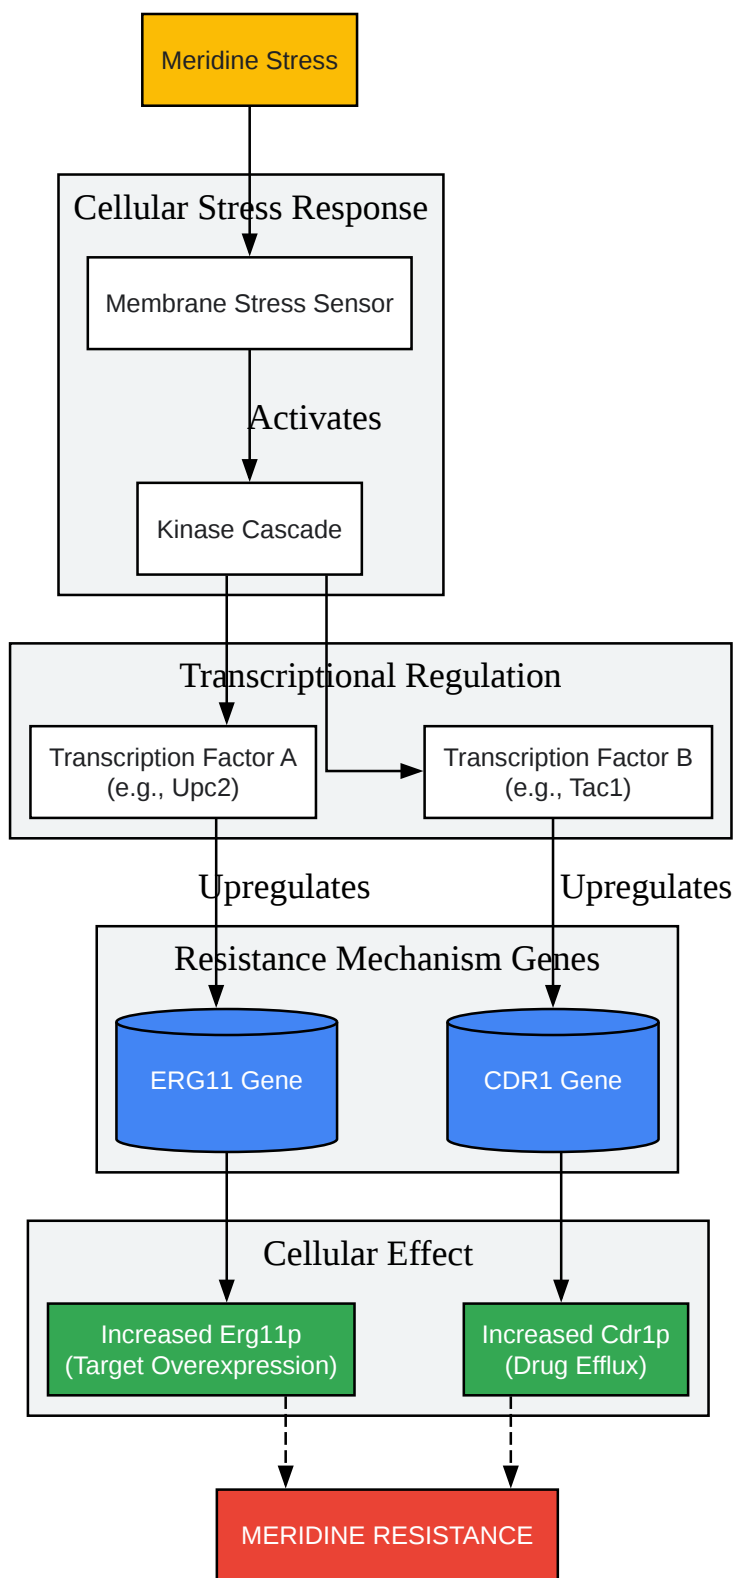 Meridine Stress
Cellular Stress Response
Membrane Stress Sensor
Activates
Kinase Cascade
Transcriptional Regulation
Transcription Factor A
(e.g., Upc2)
Transcription Factor B
(e.g., Tac1)
Upregulates
Upregulates
Resistance Mechanism Genes
ERG11 Gene
CDR1 Gene
Cellular Effect
Increased Erg11p
(Target Overexpression)
Increased Cdr1p
(Drug Efflux)
MERIDINE RESISTANCE